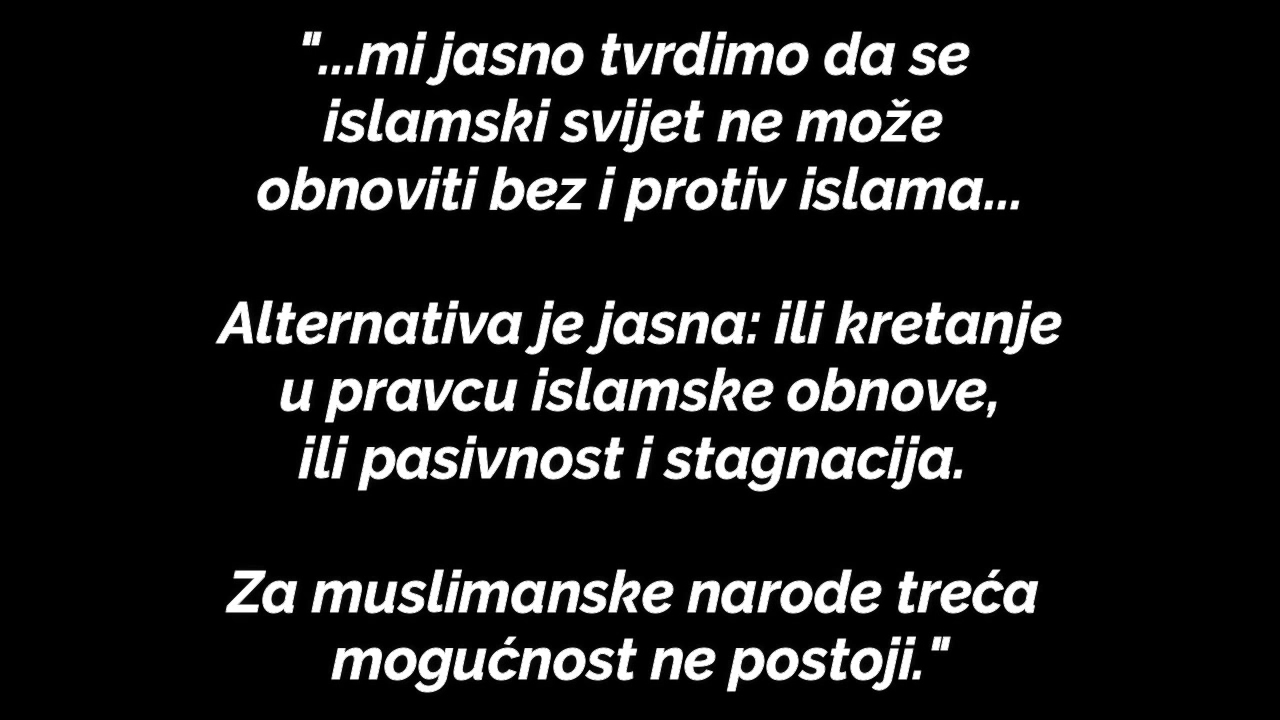 "...mi jasno tvrdimo da se
islamski svijet ne može
obnoviti bez i protiv islama...
Alternativa je jasna: ili kretanje
u pravcu islamske obnove,
ili pasivnost i stagnacija.
Za muslimanske narode treća
mogućnost ne postoji."